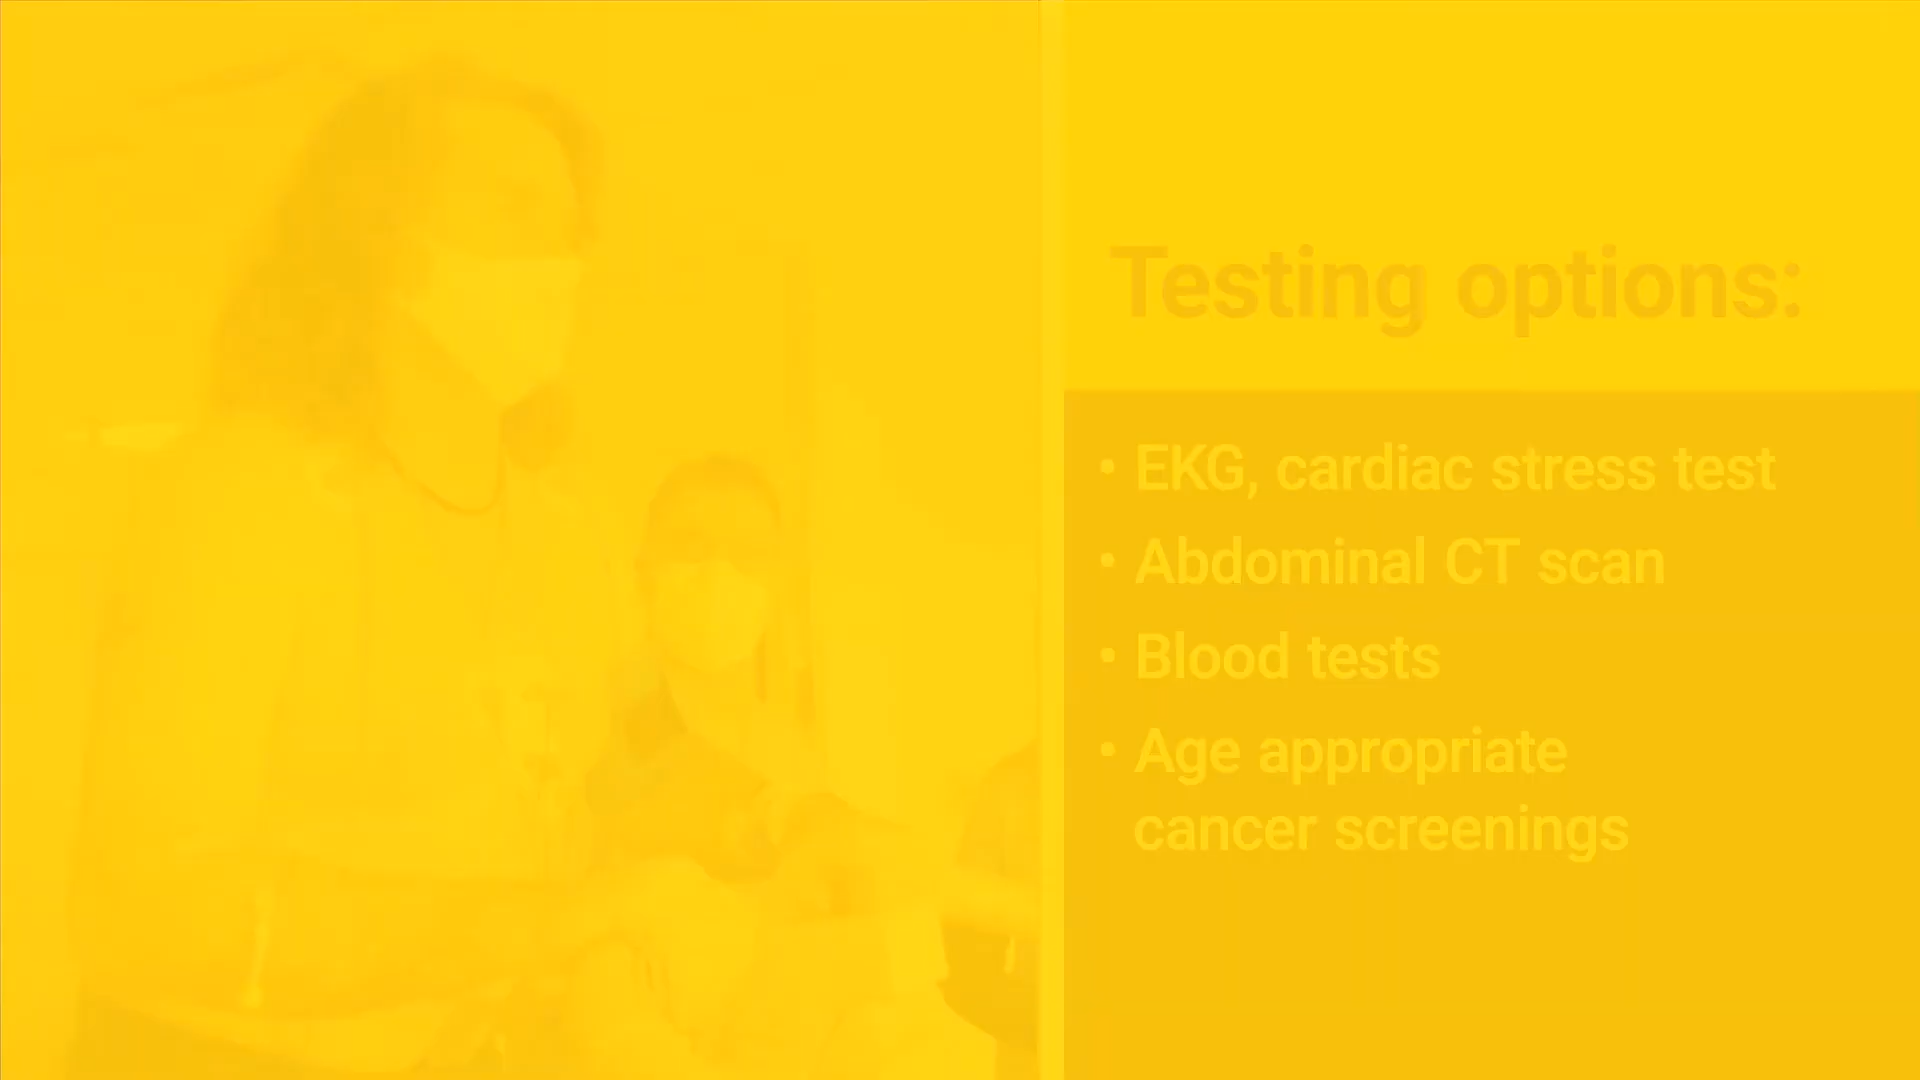 Testing options:
• EKG, cardiac stress test
• Abdominal CT scan
• Blood tests
• Age appropriate
cancer screenings